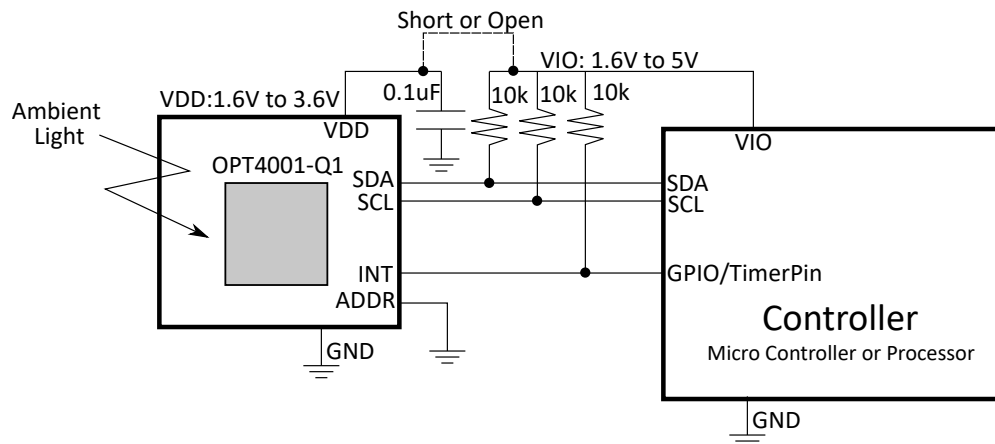 Short or Open
VIO: 1.6V to 5V
VDD:1.6V to 3.6V
0.1uF
10k
10k
10k
Ambient
Light
VDD
VIO
OPT4001-Q1
SDA
SCL
SDA
SCL
INT
GPIO/TimerPin
ADDR
Controller
Micro Controller or Processor
GND
GND